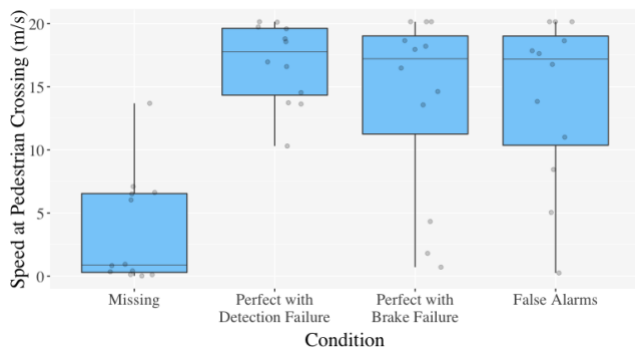 Speed at Pedestrian Crossing (m/s)
20
15
10
5
0
Missing
Perfect with
Detection Failure
Perfect with
Brake Failure
False Alarms
Condition